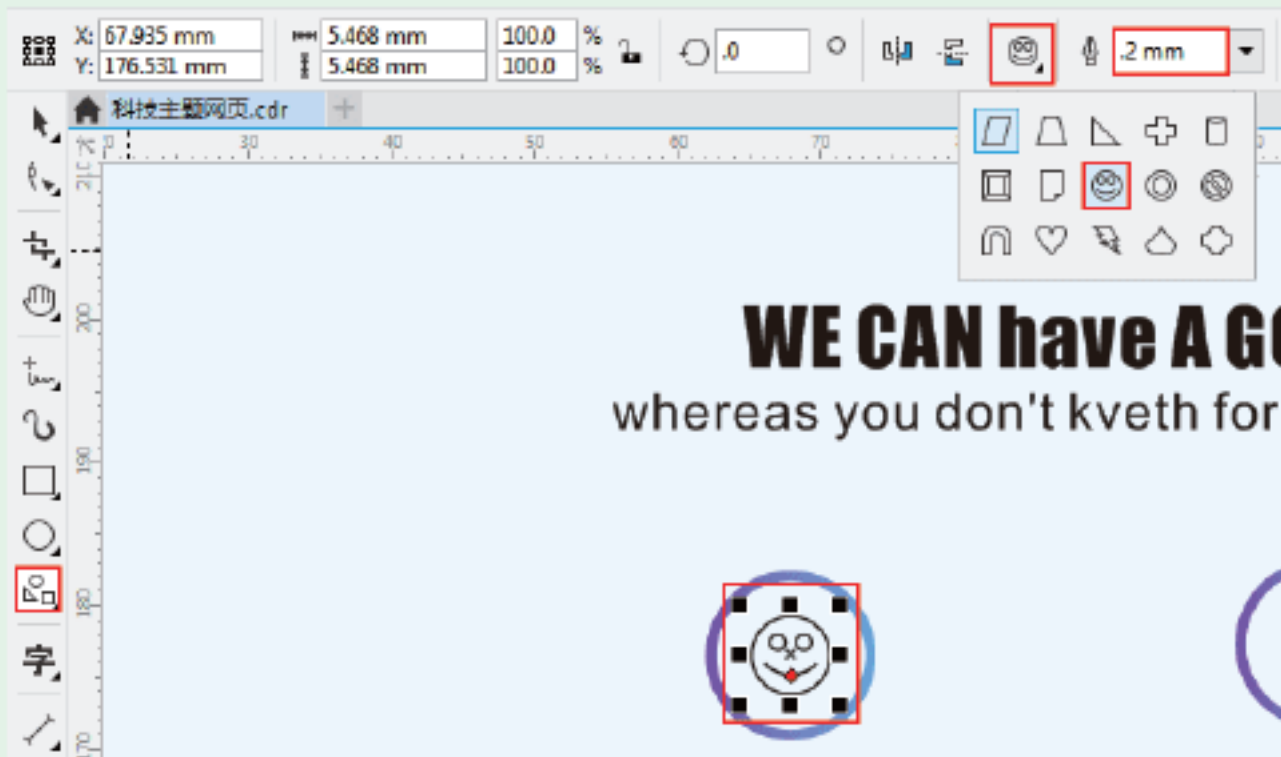 X: 67.935 mm 5.468 mm 100.0 % .0 .2 mm
Y: 176.531 mm 5.468 mm 100.0 %
科技主题网页.cdr
30 40 50 60 70
210
200
WE CAN have A
whereas you don't kveth for
190
180
字
170